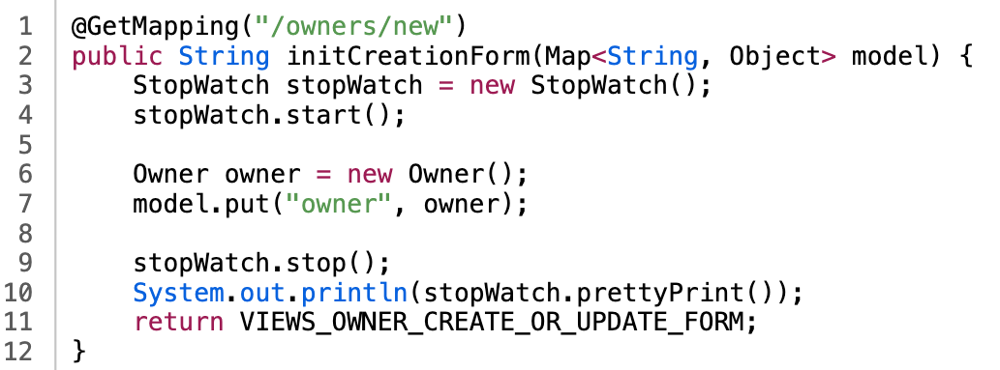 1 @GetMapping("/owners/new")
2 public String initCreationForm(Map<String, Object> model) {
3     StopWatch stopWatch = new StopWatch();
4     stopWatch.start();
5
6     Owner owner = new Owner();
7     model.put("owner", owner);
8
9     stopWatch.stop();
10     System.out.println(stopWatch.prettyPrint());
11     return VIEWS_OWNER_CREATE_OR_UPDATE_FORM;
12 }